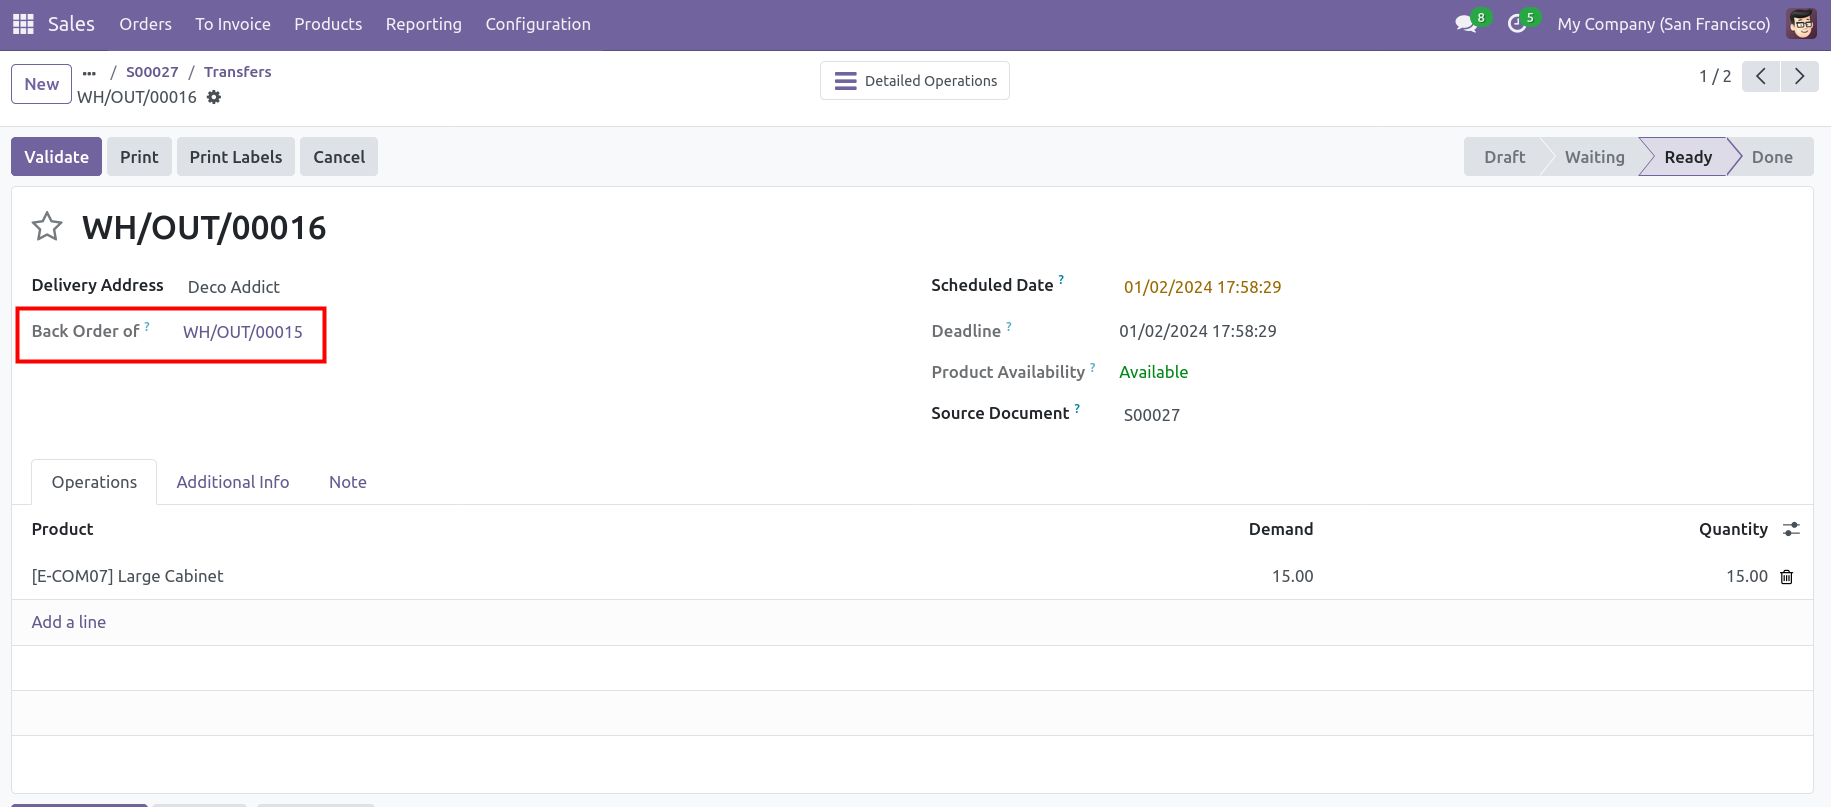 Sales Orders To Invoice Products Reporting Configuration 8 5 My Company (San Francisco)
New ... / S00027 / Transfers
WH/OUT/00016
Detailed Operations
1 / 2
Validate Print Print Labels Cancel Draft Waiting Ready Done
WH/OUT/00016
Delivery Address Deco Addict Scheduled Date ? 01/02/2024 17:58:29
Back Order of ? WH/OUT/00015 Deadline ? 01/02/2024 17:58:29
Product Availability ? Available
Source Document ? S00027
Operations Additional Info Note
Product Demand Quantity
[E-COM07] Large Cabinet 15.00 15.00
Add a line